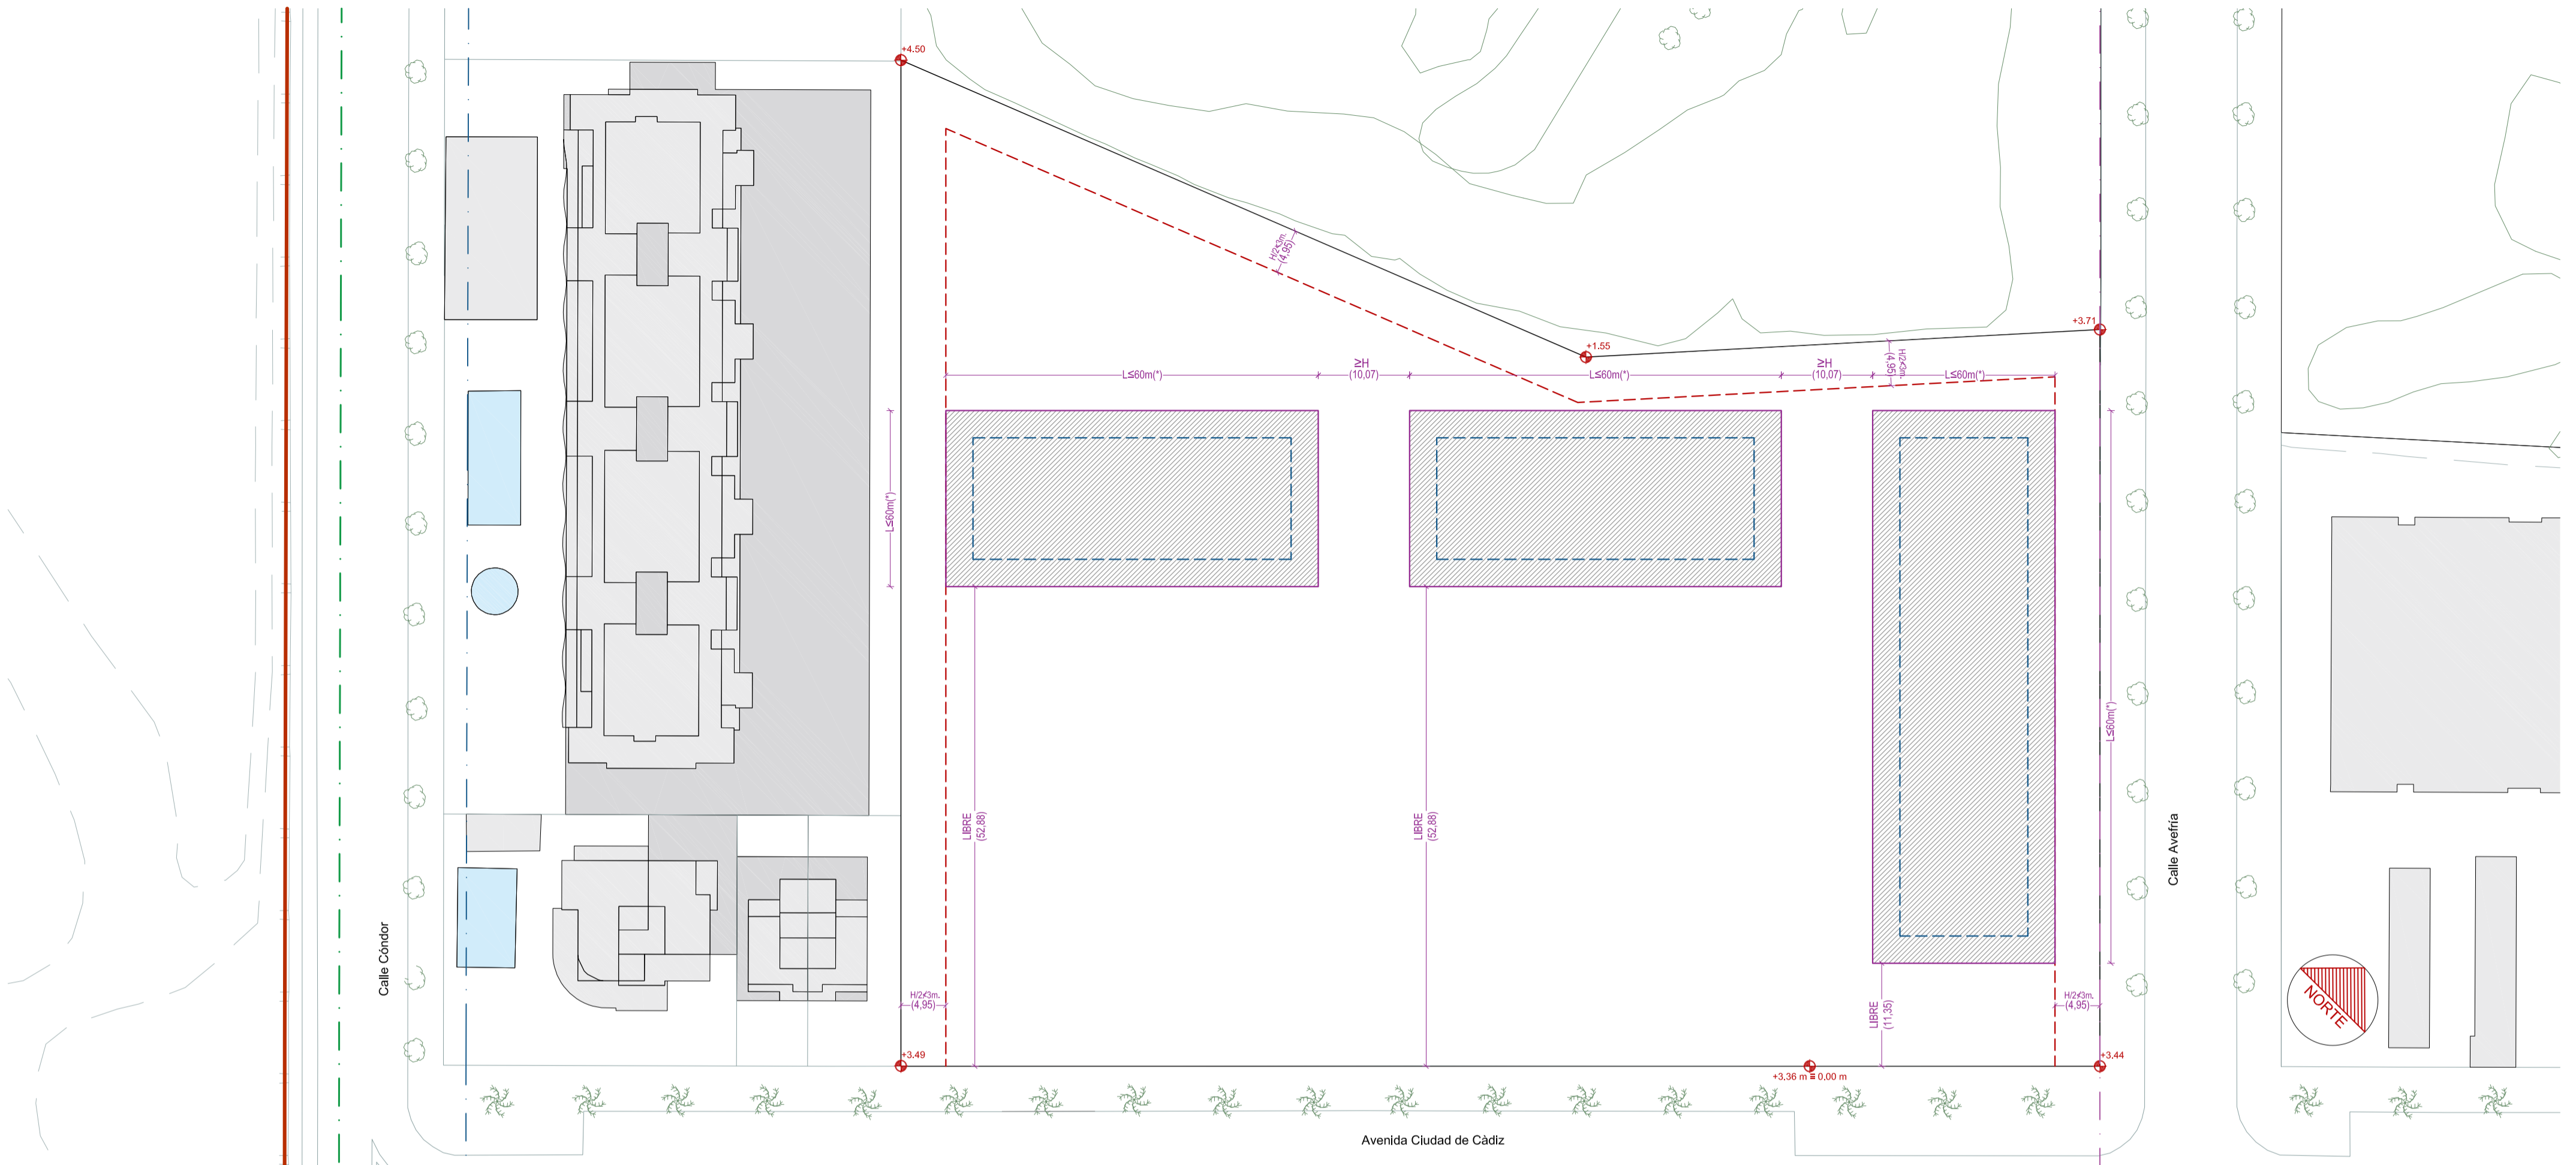 +4.50
H/2≮3m.
(4,95)
+3.71
+1.55
≥H
(10,07)
≥H
(10,07)
L≤60m(*)
L≤60m(*)
L≤60m(*)
H/2≮3m.
(4,95)
L≤60m(*)
L≤60m(*)
LIBRE
(52,88)
LIBRE
(52,88)
Calle Avefría
Calle Cóndor
H/2≮3m.
(4,95)
LIBRE
(11,35)
H/2≮3m.
(4,95)
NORTE
+3.49
+3.44
+3,36 m ≡ 0,00 m
Avenida Ciudad de Càdiz